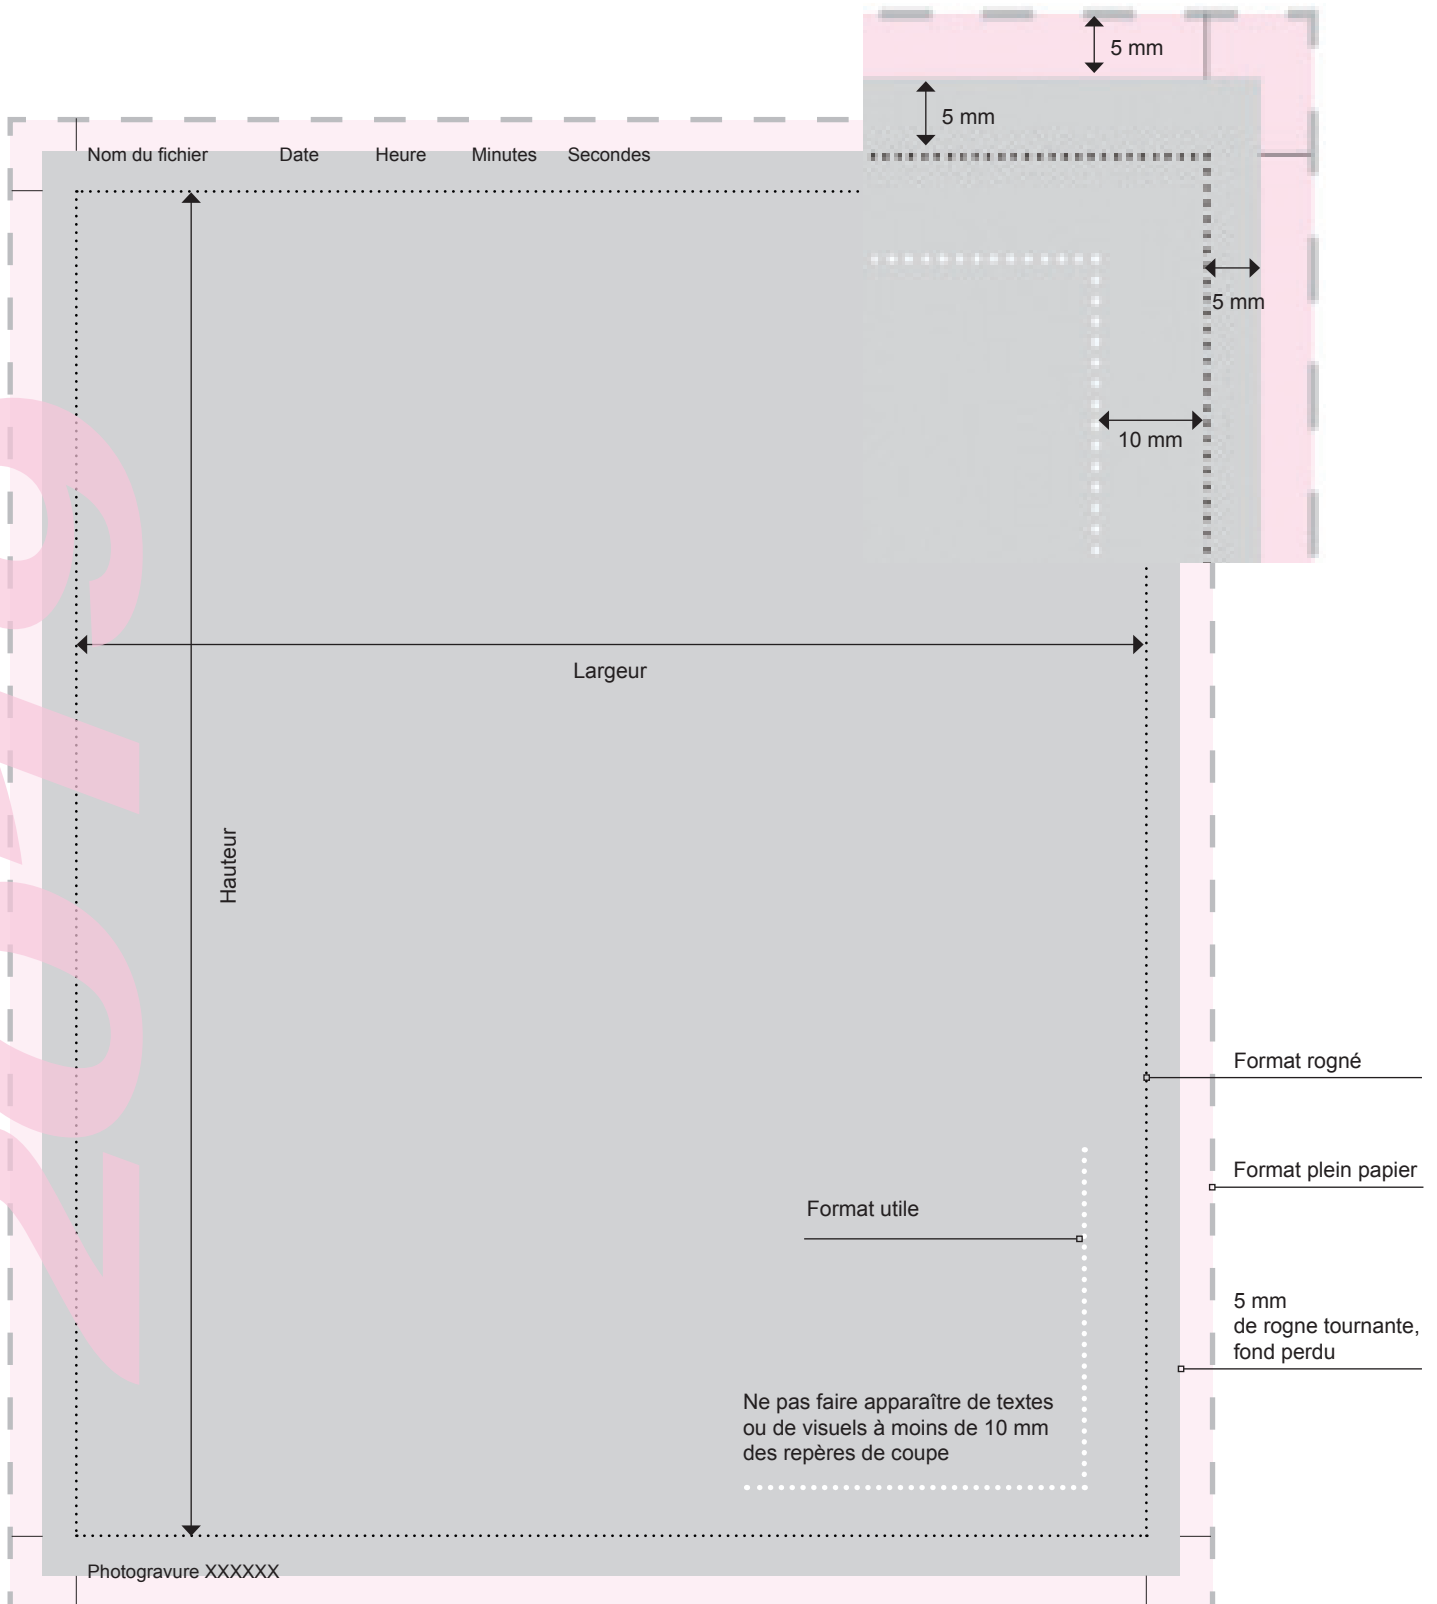 5 mm
5 mm
Nom du fichier Date Heure Minutes Secondes
5 mm
10 mm
Largeur
Hauteur
2019
Format rogné
Format plein papier
Format utile
5 mm
de rogne tournante,
fond perdu
Ne pas faire apparaître de textes
ou de visuels à moins de 10 mm
des repères de coupe
Photogravure XXXXXX